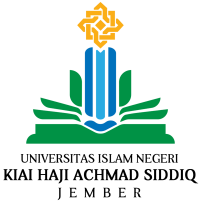 UNIVERSITAS ISLAM NEGERI
KIAI HAJI ACHMAD SIDDIQ
JEMBER